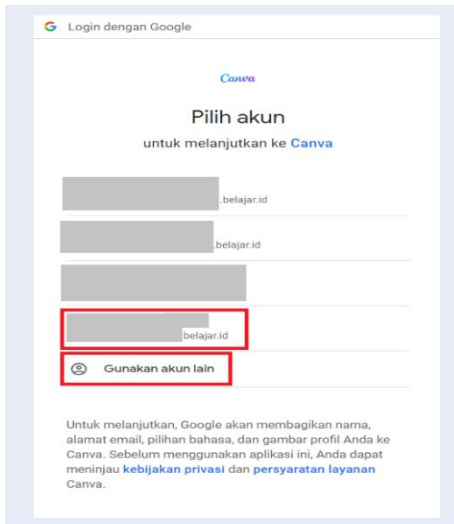 Login dengan Google
Canva
Pilih akun
untuk melanjutkan ke Canva
.belajar.id
.belajar.id
belajar.id
Gunakan akun lain
Untuk melanjutkan, Google akan membagikan nama,
alamat email, pilihan bahasa, dan gambar profil Anda ke
Canva. Sebelum menggunakan aplikasi ini, Anda dapat
meninjau kebijakan privasi dan persyaratan layanan
Canva.